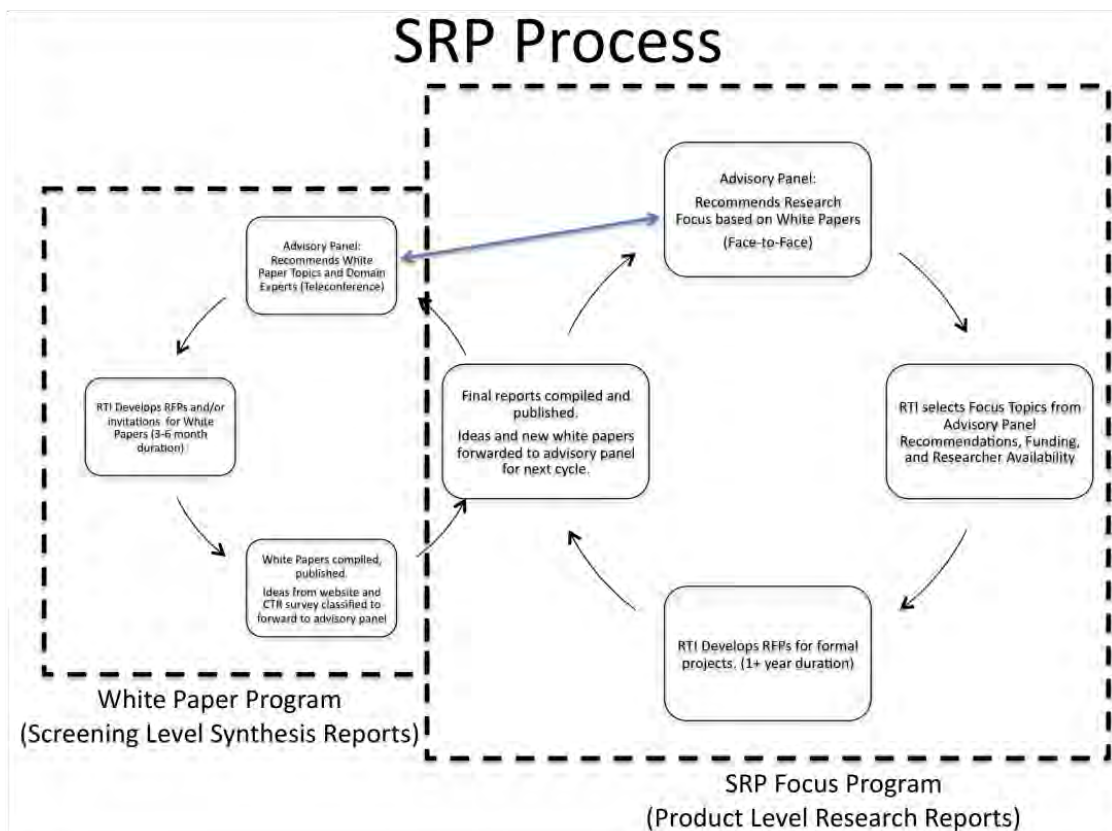 SRP Process
Advisory Panel:
Recommends White
Paper Topics and Domain
Experts (Teleconference)
RTI Develops RFPs and/or
invitations for White
Papers (3-6 month
duration)
White Papers compiled,
published.
Ideas from website and
CTR survey classified to
forward to advisory panel
White Paper Program
(Screening Level Synthesis Reports)
Advisory Panel:
Recommends Research
Focus based on White Papers
(Face-to-Face)
RTI selects Focus Topics from
Advisory Panel
Recommendations, Funding,
and Researcher Availability
RTI Develops RFPs for formal
projects. (1+ year duration)
Final reports compiled and
published.
Ideas and new white papers
forwarded to advisory panel
for next cycle.
SRP Focus Program
(Product Level Research Reports)